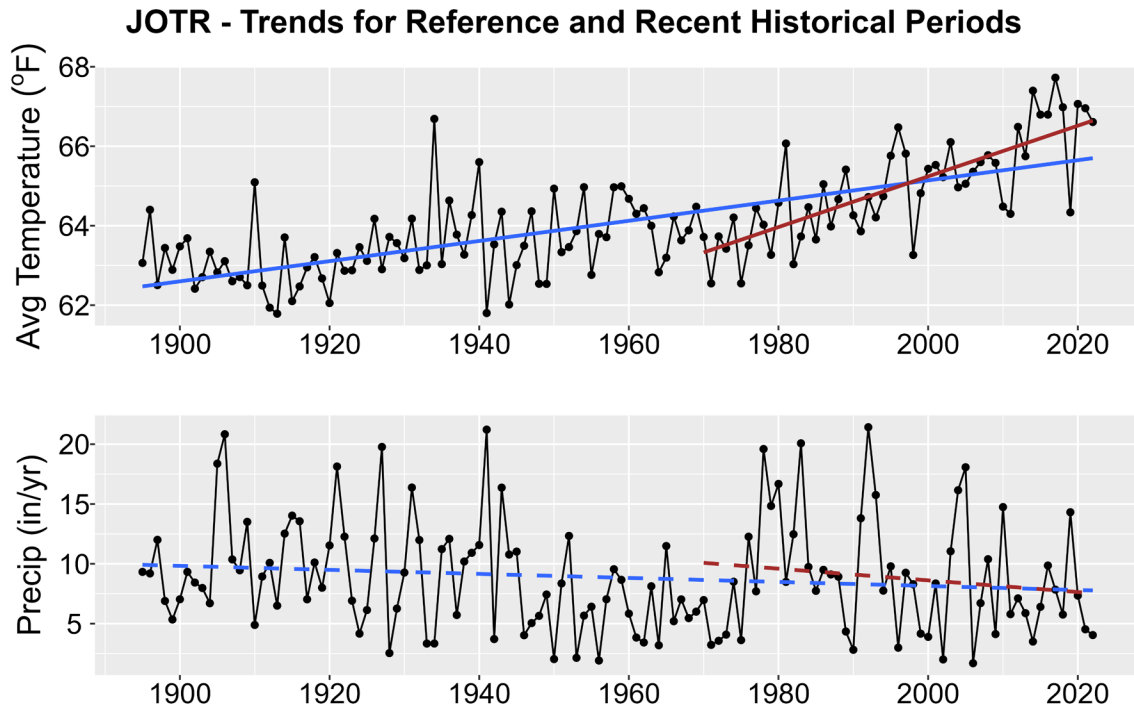 JOTR - Trends for Reference and Recent Historical Periods
Avg Temperature (°F)
68
66
64
62
1900 1920 1940 1960 1980 2000 2020
Precip (in/yr)
20
15
10
5
1900 1920 1940 1960 1980 2000 2020